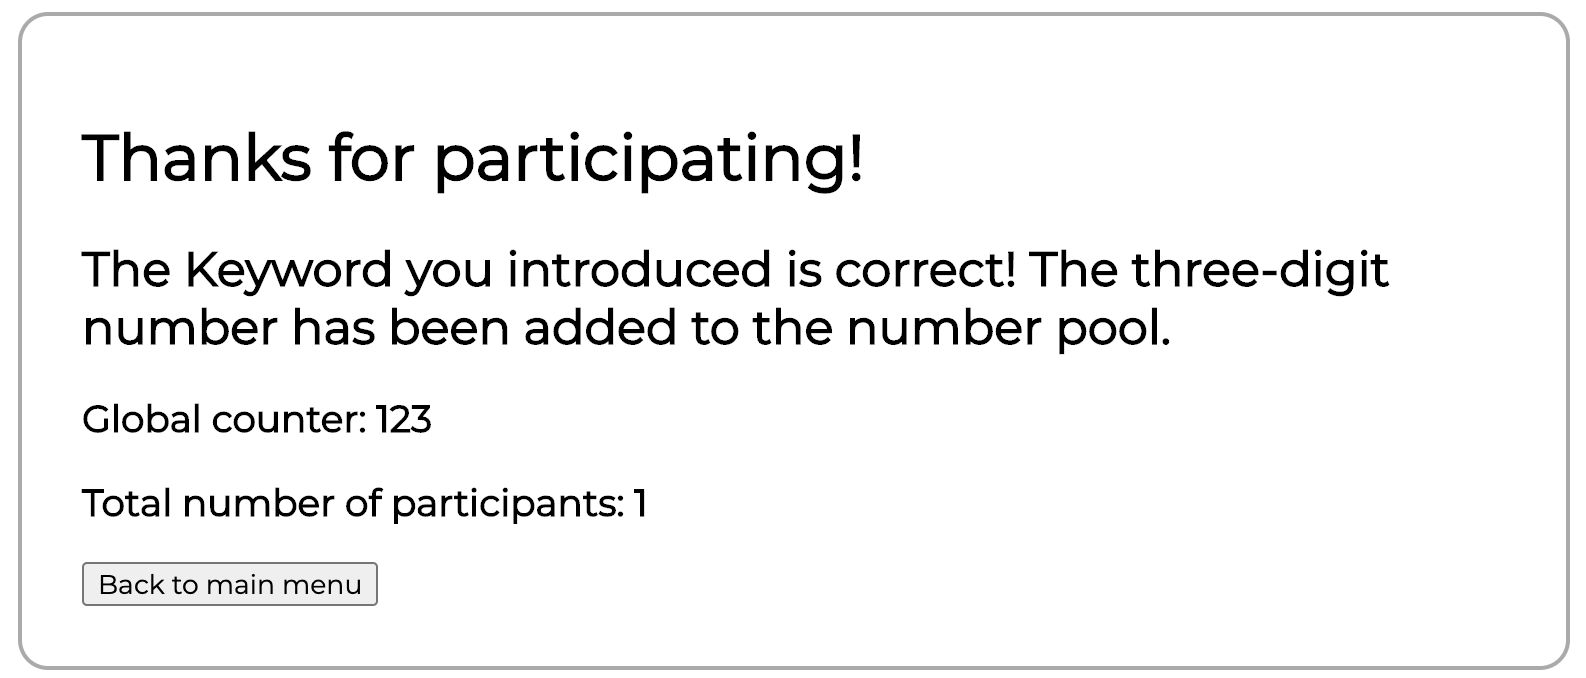 Thanks for participating!
The Keyword you introduced is correct! The three-digit
number has been added to the number pool.
Global counter: 123
Total number of participants: 1
Back to main menu